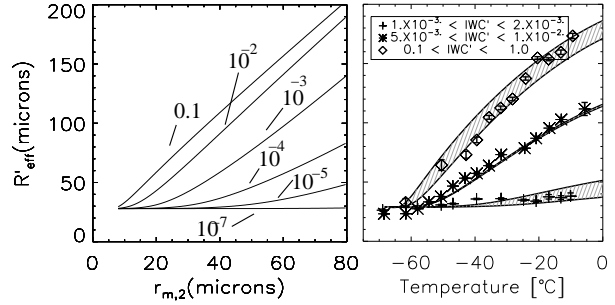 R'eff(microns)
200
150
100
50
0
0.1
10-2
10-3
10-4
10-5
10-7
0 20 40 60 80
rm,2(microns)
+ 1.X10-3. < IWC' < 2.X10-3.
✳ 5.X10-3. < IWC' < 1.X10-2.
◇ 0.1 < IWC' < 1.0
−60 −40 −20 0
Temperature [°C]